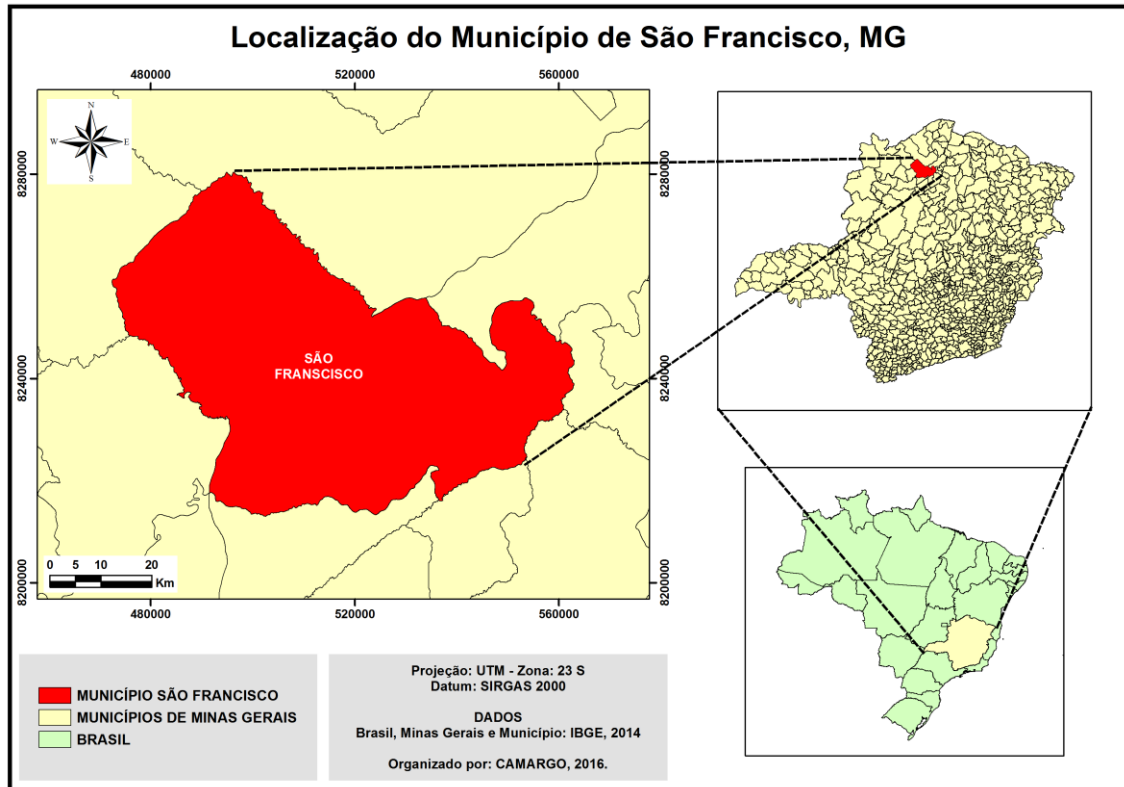 Localização do Município de São Francisco, MG
480000
520000
560000
N
W
E
S
8280000
8280000
SÃO
FRANSCISCO
8240000
8240000
0 5 10 20
Km
8200000
8200000
480000
520000
560000
MUNICÍPIO SÃO FRANCISCO
MUNICÍPIOS DE MINAS GERAIS
BRASIL
Projeção: UTM - Zona: 23 S
Datum: SIRGAS 2000
DADOS
Brasil, Minas Gerais e Município: IBGE, 2014
Organizado por: CAMARGO, 2016.